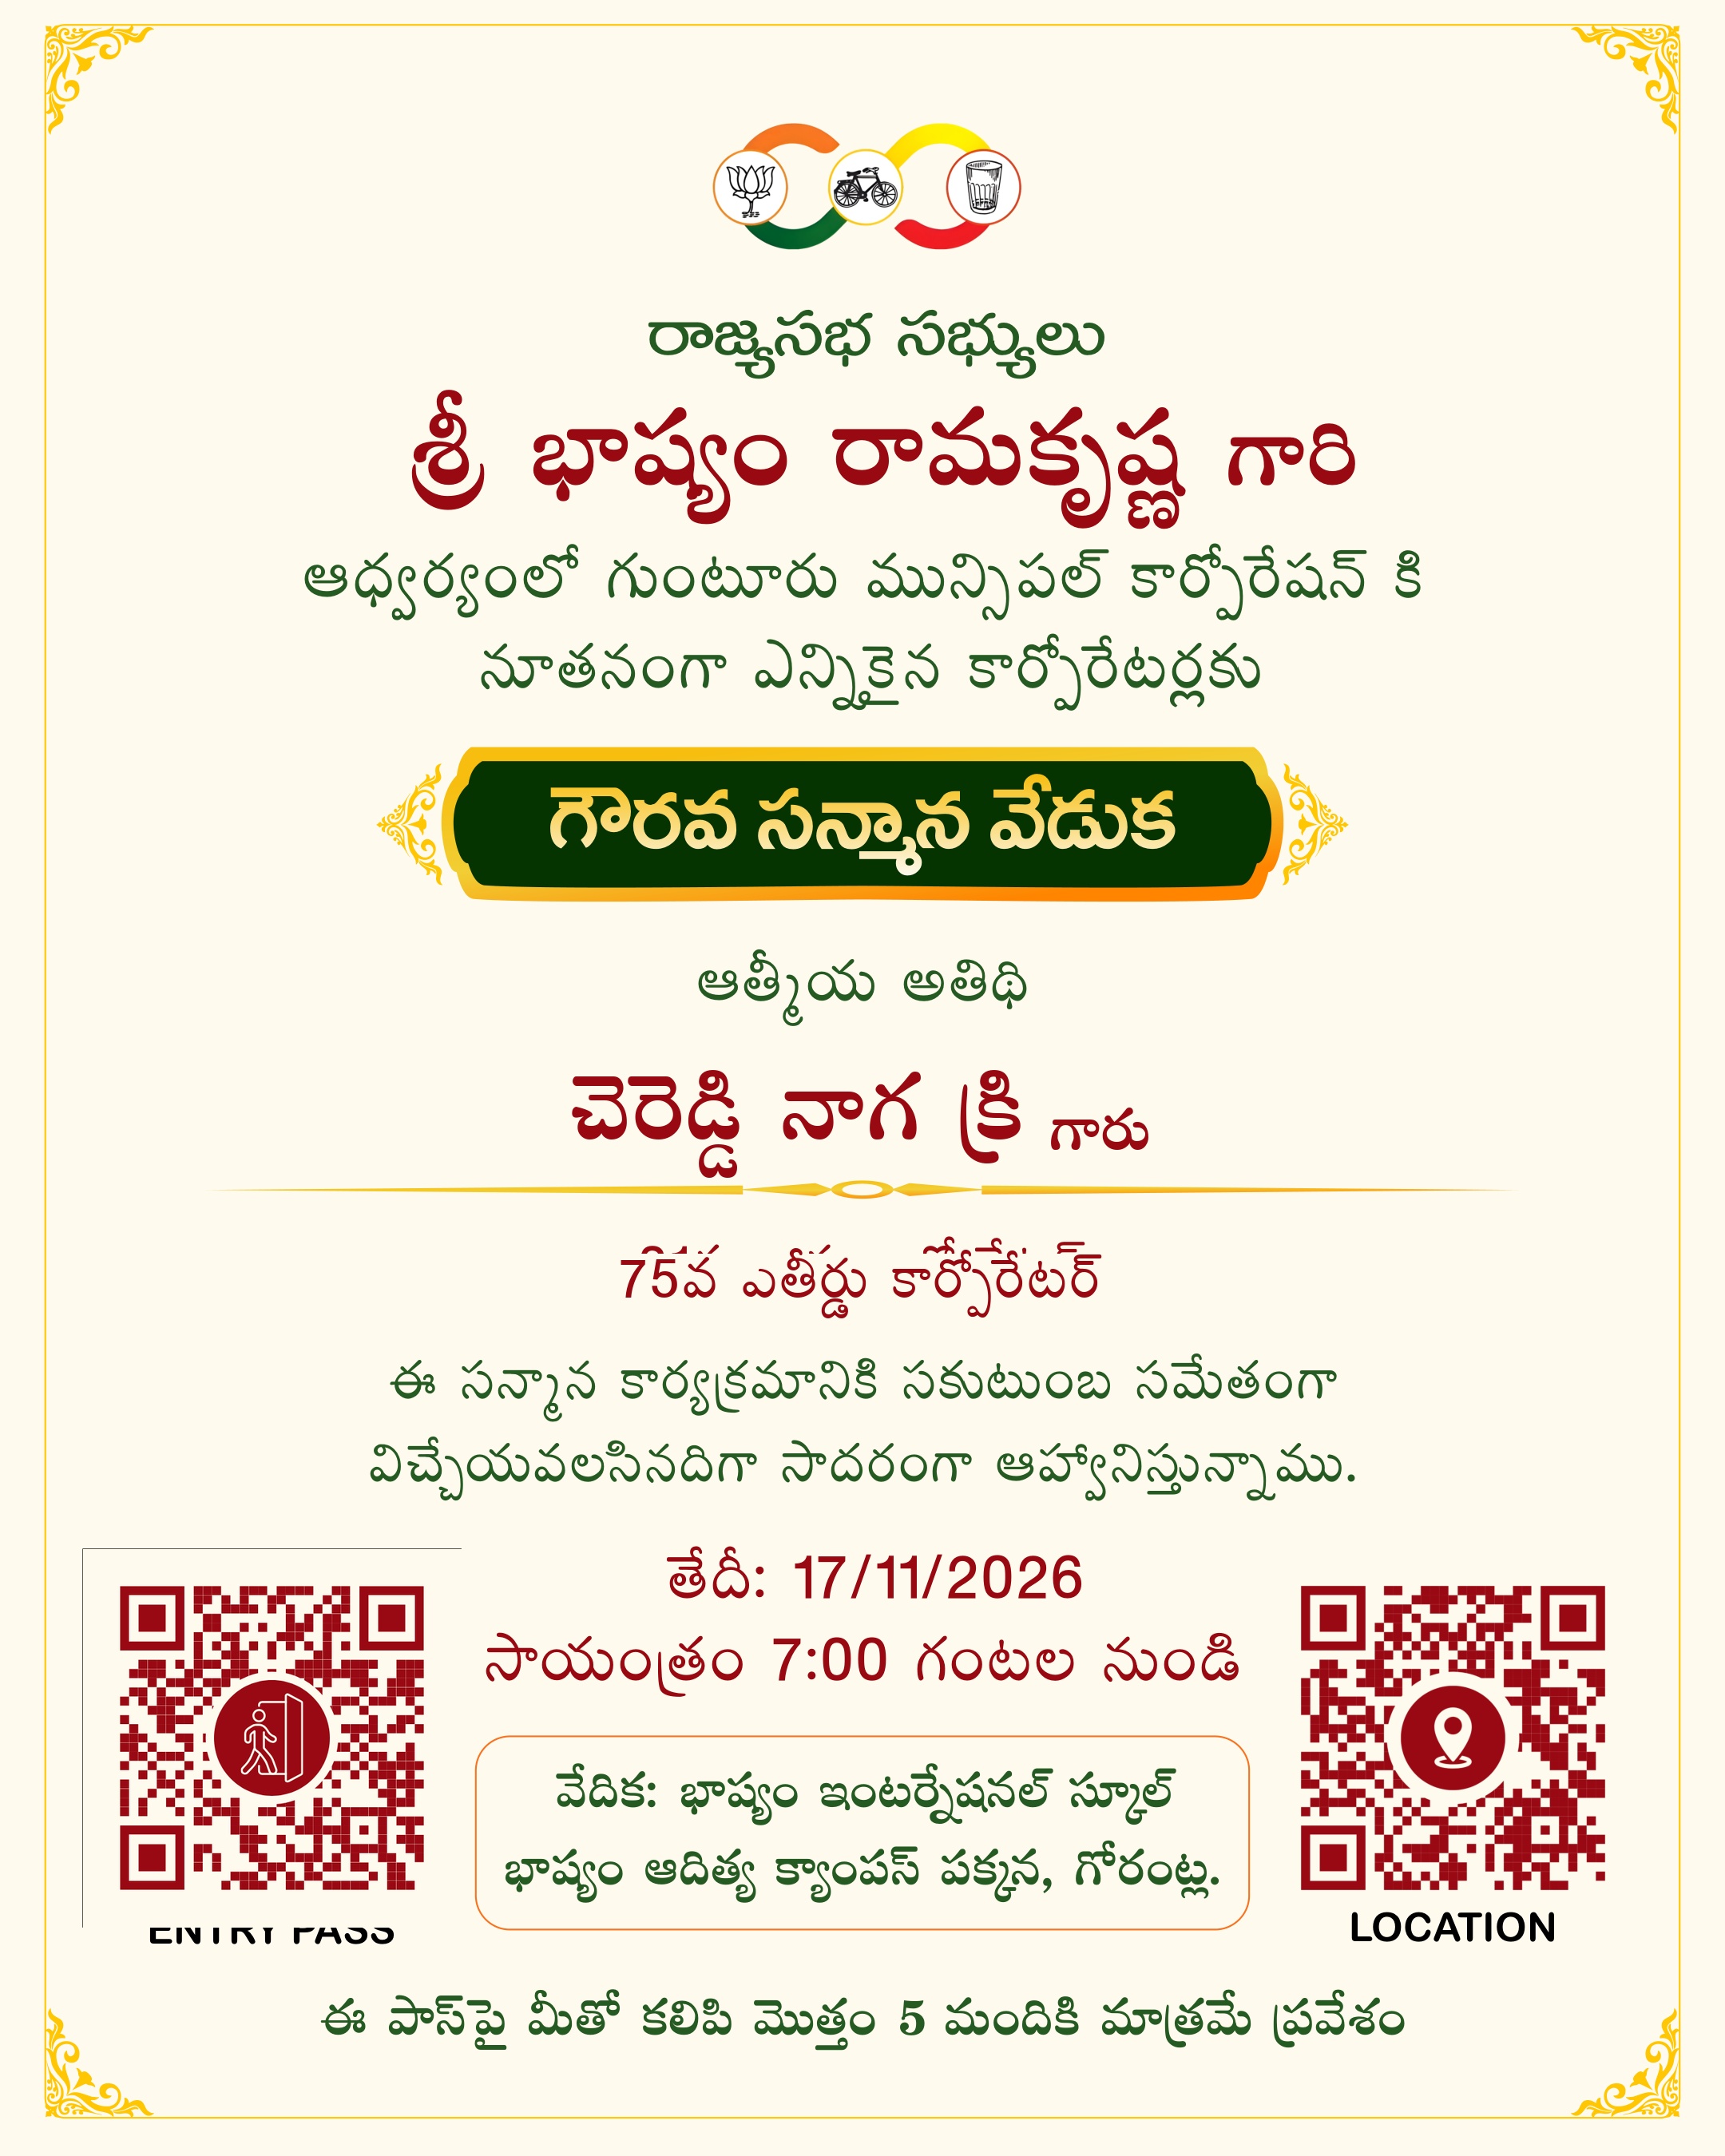 రాజ్యసభ సభ్యులు
శ్రీ భాష్యం రామకృష్ణ గారి
ఆధ్వర్యంలో గుంటూరు మున్సిపల్ కార్పోరేషన్ కి
నూతనంగా ఎన్నికైన కార్పోరేటర్లకు
గౌరవ సన్మాన వేడుక
ఆత్మీయ అతిథి
చెరెడ్డి నాగ క్రి గారు
75వ కార్పోరేటర్
ఈ సన్మాన కార్యక్రమానికి సకుటుంబ సమేతంగా
విచ్చేయవలసినదిగా సాదరంగా ఆహ్వానిస్తున్నాము.
తేదీ: 17/11/2026
సాయంత్రం 7:00 గంటల నుండి
వేదిక: భాష్యం ఇంటర్నేషనల్ స్కూల్
భాష్యం ఆదిత్య క్యాంపస్ పక్కన, గోరంట్ల.
ENTRY PASS
LOCATION
ఈ పాస్‌పై మీతో కలిపి మొత్తం 5 మందికి మాత్రమే ప్రవేశం